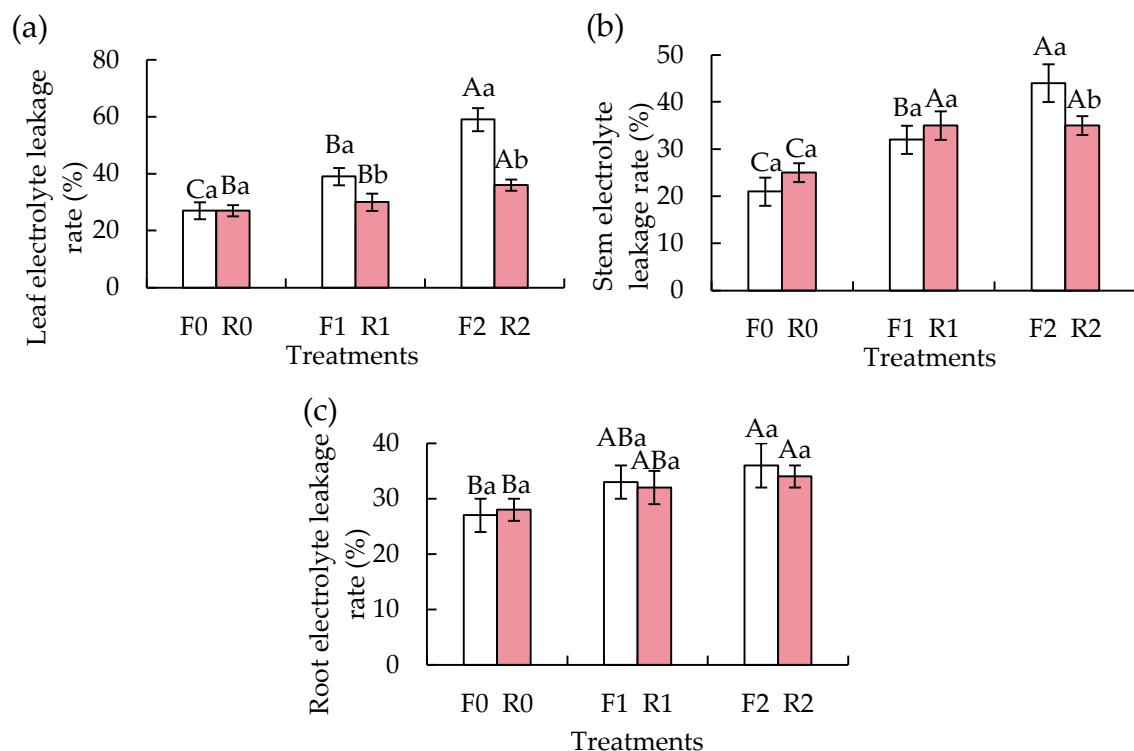 (a)
Leaf electrolyte leakage
rate (%)
80
60
40
20
0
Ca
Ba
Ba
Bb
Aa
Ab
F0 R0
F1 R1
F2 R2
Treatments
(b)
Stem electrolyte
leakage rate (%)
50
40
30
20
10
0
Ca
Ca
Ba
Aa
Aa
Ab
F0 R0
F1 R1
F2 R2
Treatments
(c)
Root electrolyte leakage
rate (%)
40
30
20
10
0
Ba
Ba
ABa
ABa
Aa
Aa
F0 R0
F1 R1
F2 R2
Treatments